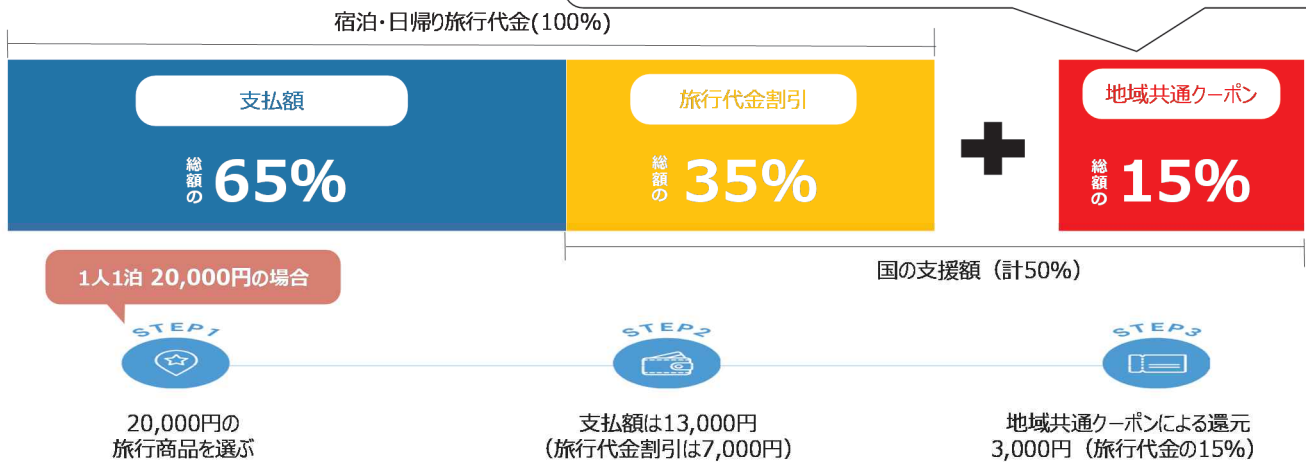 宿泊・日帰り旅行代金(100%)
支払額
総額の 65%
旅行代金割引
総額の 35%
地域共通クーポン
総額の 15%
国の支援額（計50%）
1人1泊 20,000円の場合
STEP1
20,000円の
旅行商品を選ぶ
STEP2
支払額は13,000円
（旅行代金割引は7,000円）
STEP3
地域共通クーポンによる還元
3,000円（旅行代金の15%）